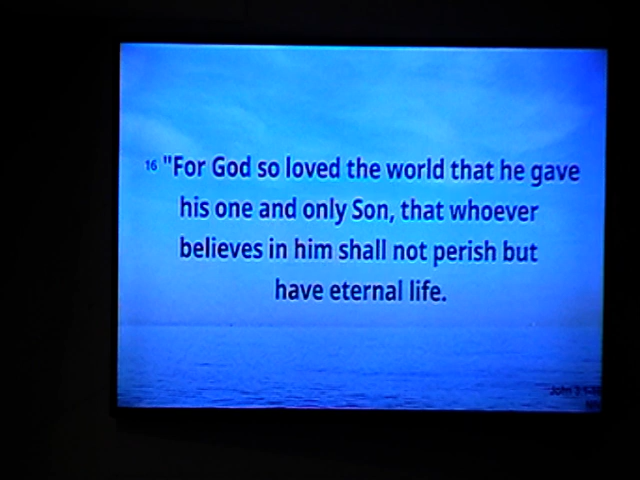 16 "For God so loved the world that he gave
his one and only Son, that whoever
believes in him shall not perish but
have eternal life.
John